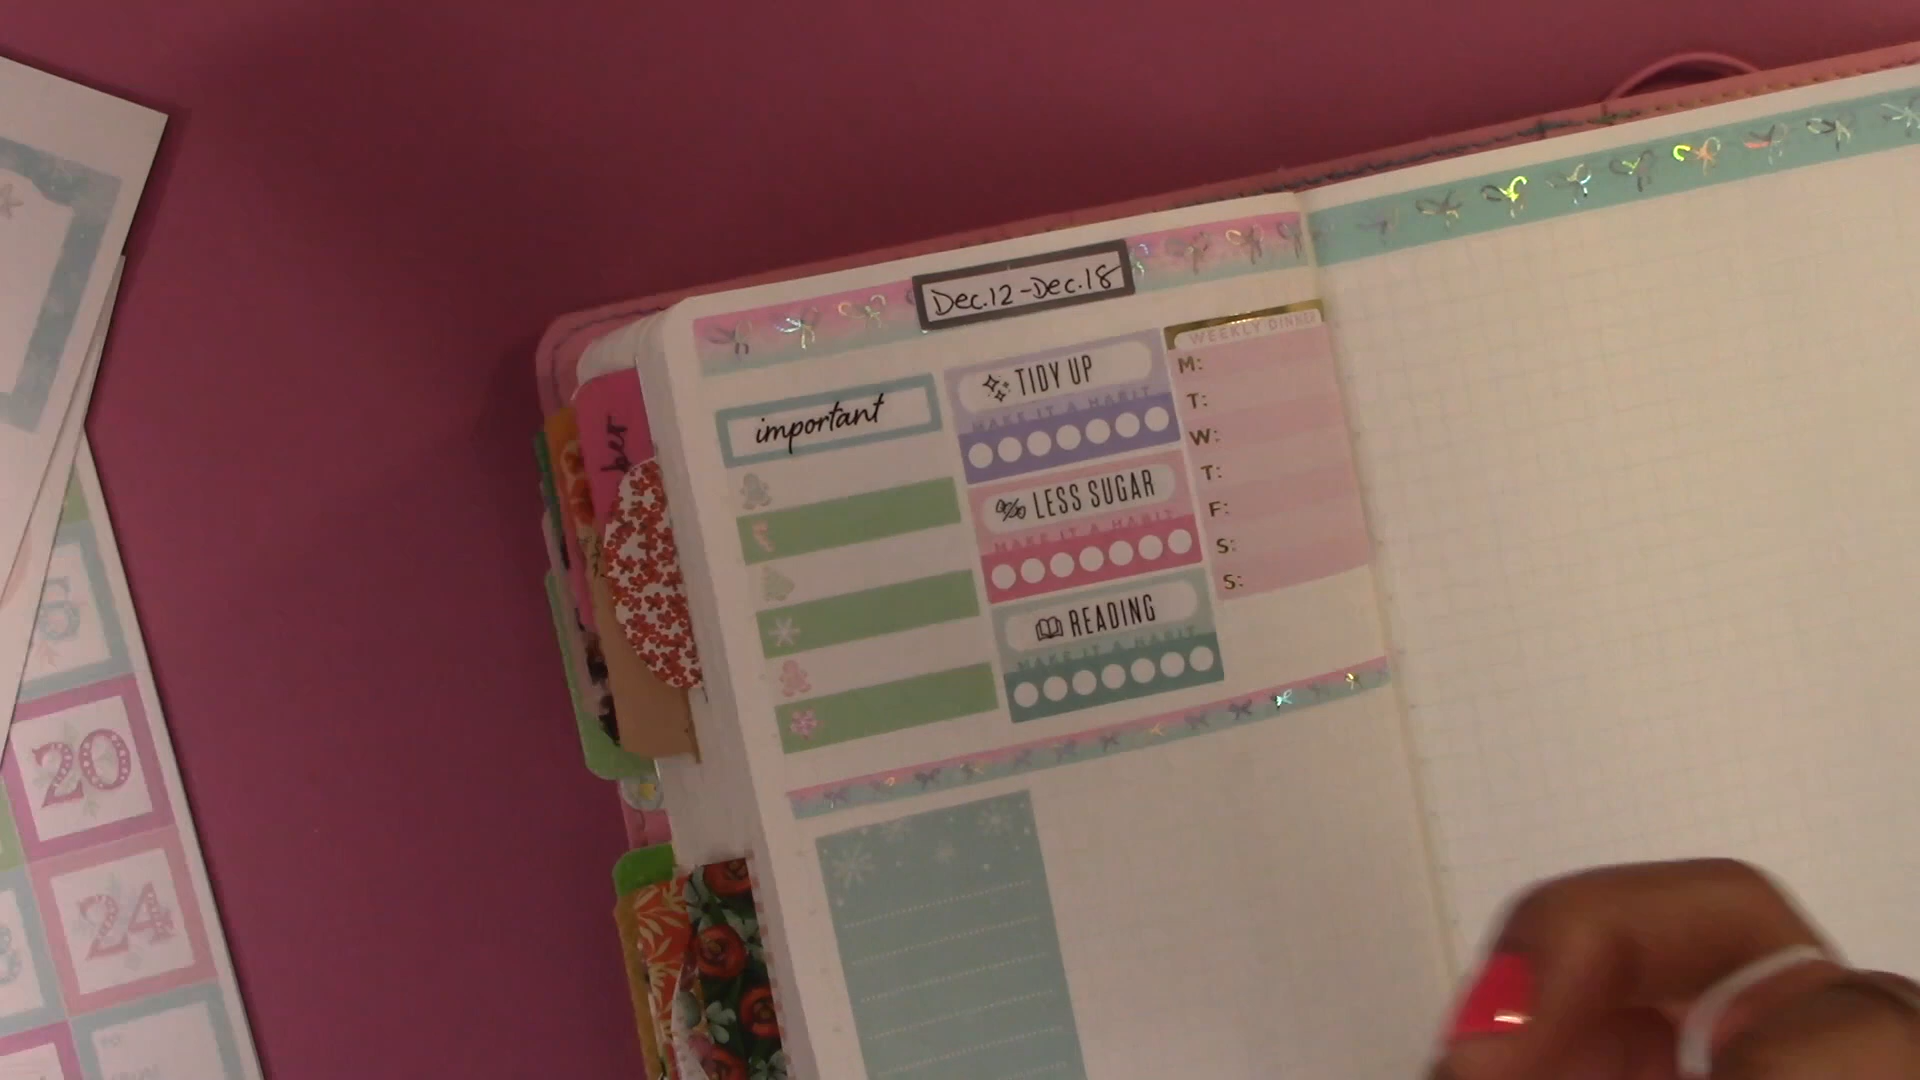 Dec.12-Dec.18
important
TIDY UP
MAKE IT A HABIT
LESS SUGAR
MAKE IT A HABIT
READING
MAKE IT A HABIT
WEEKLY DINNER
M:
T:
W:
T:
F:
S:
S:
ber
20
24